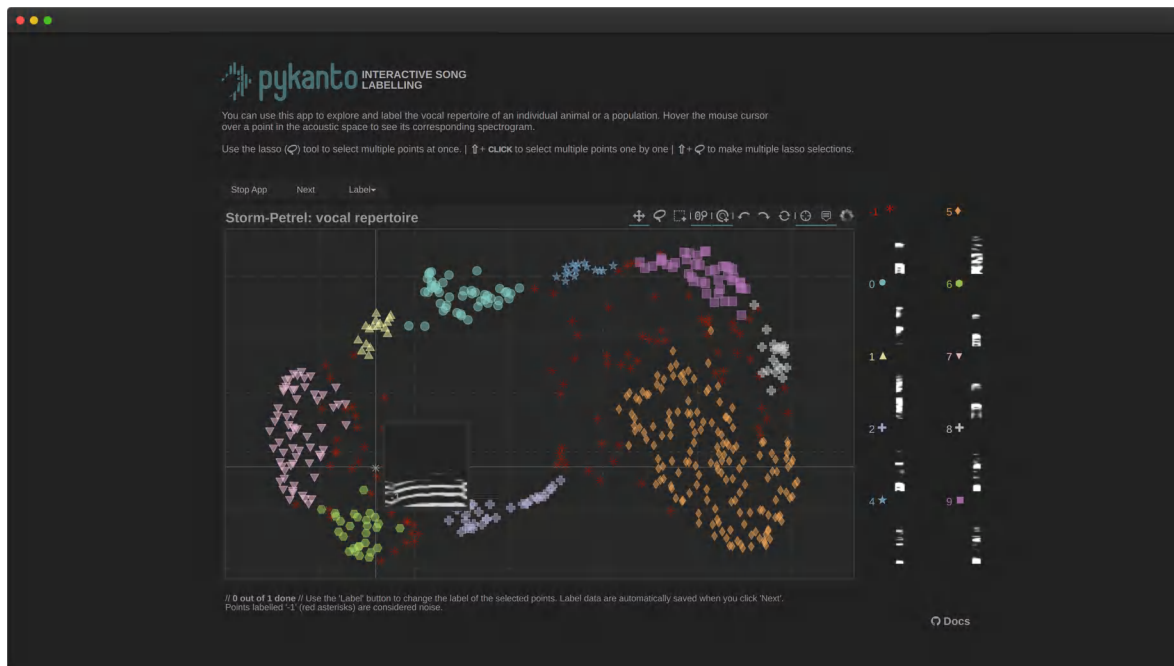 pykanto INTERACTIVE SONG
LABELLING
You can use this app to explore and label the vocal repertoire of an individual animal or a population. Hover the mouse cursor
over a point in the acoustic space to see its corresponding spectrogram.
Use the lasso () tool to select multiple points at once. | ⇧+ CLICK to select multiple points one by one | ⇧+ to make multiple lasso selections.
Stop App Next Label
Storm-Petrel: vocal repertoire
-1 5
0 6
1 7
2 8
4 9
// 0 out of 1 done // Use the 'Label' button to change the label of the selected points. Label data are automatically saved when you click 'Next'.
Points labelled '-1' (red asterisks) are considered noise.
Docs